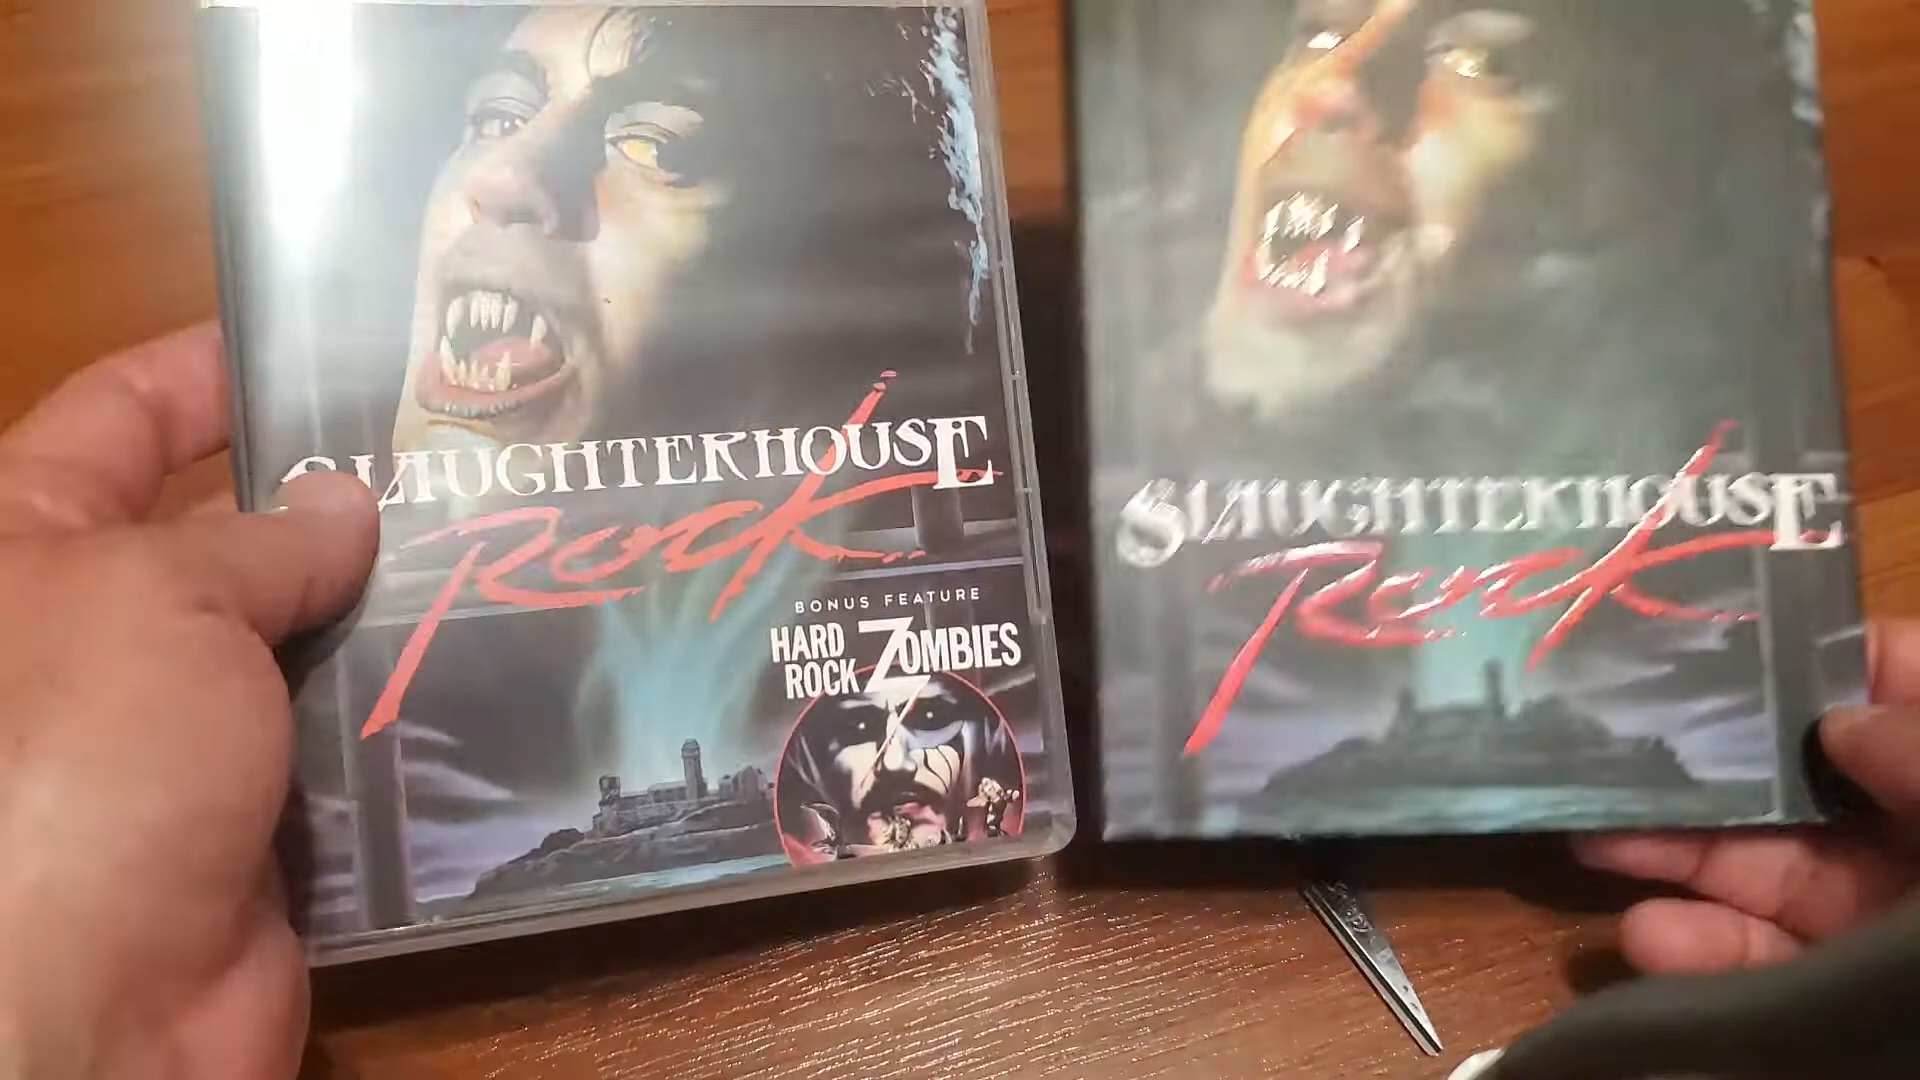 SLAUGHTERHOUSE
Rock
BONUS FEATURE
HARD
ROCK ZOMBIES
SLAUGHTERHOUSE
Rock